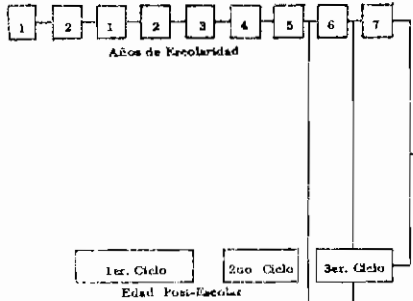 1 2 1 2 3 4 5 6 7
Años de Escolaridad
1er. Ciclo 2do Ciclo 3er. Ciclo
Edad Post-Escolar